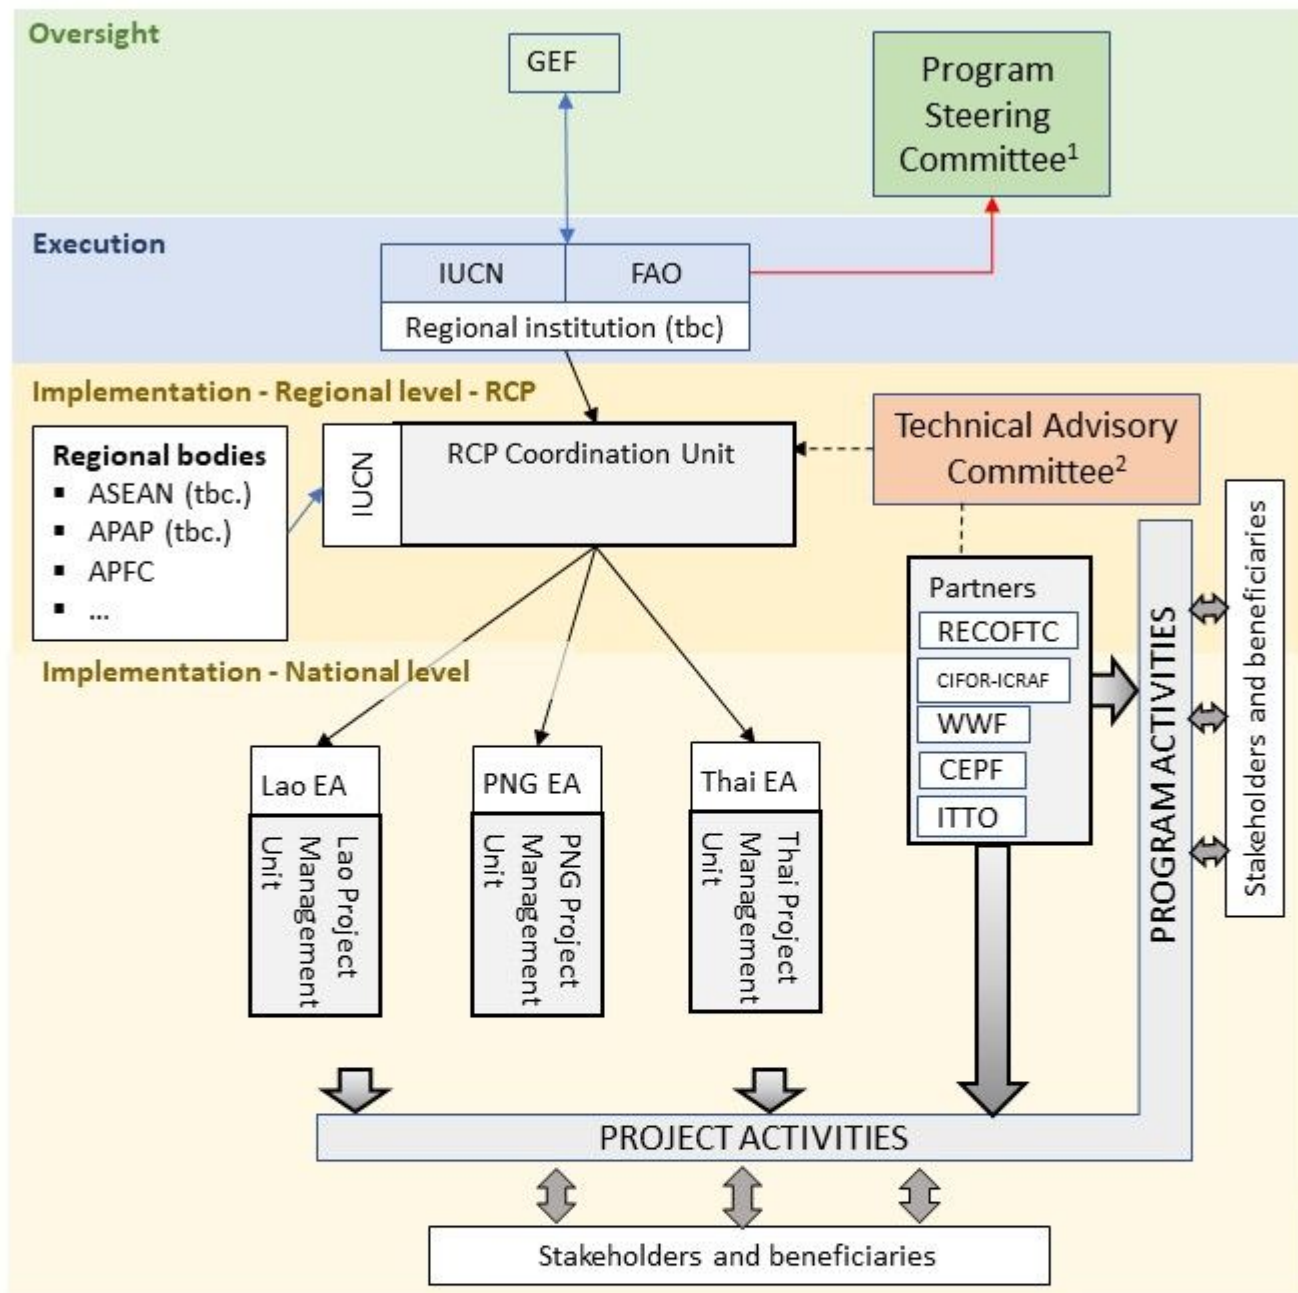 Oversight
GEF
Program
Steering
Committee¹
Execution
IUCN
FAO
Regional institution (tbc)
Implementation - Regional level - RCP
Regional bodies
▪ ASEAN (tbc.)
▪ APAP (tbc.)
▪ APFC
▪ ...
IUCN
RCP Coordination Unit
Technical Advisory
Committee²
Partners
RECOFTC
CIFOR-ICRAF
WWF
CEPF
ITTO
PROGRAM ACTIVITIES
Stakeholders and beneficiaries
Implementation - National level
Lao EA
Lao Project
Management
Unit
PNG EA
PNG Project
Management
Unit
Thai EA
Thai Project
Management
Unit
PROJECT ACTIVITIES
Stakeholders and beneficiaries